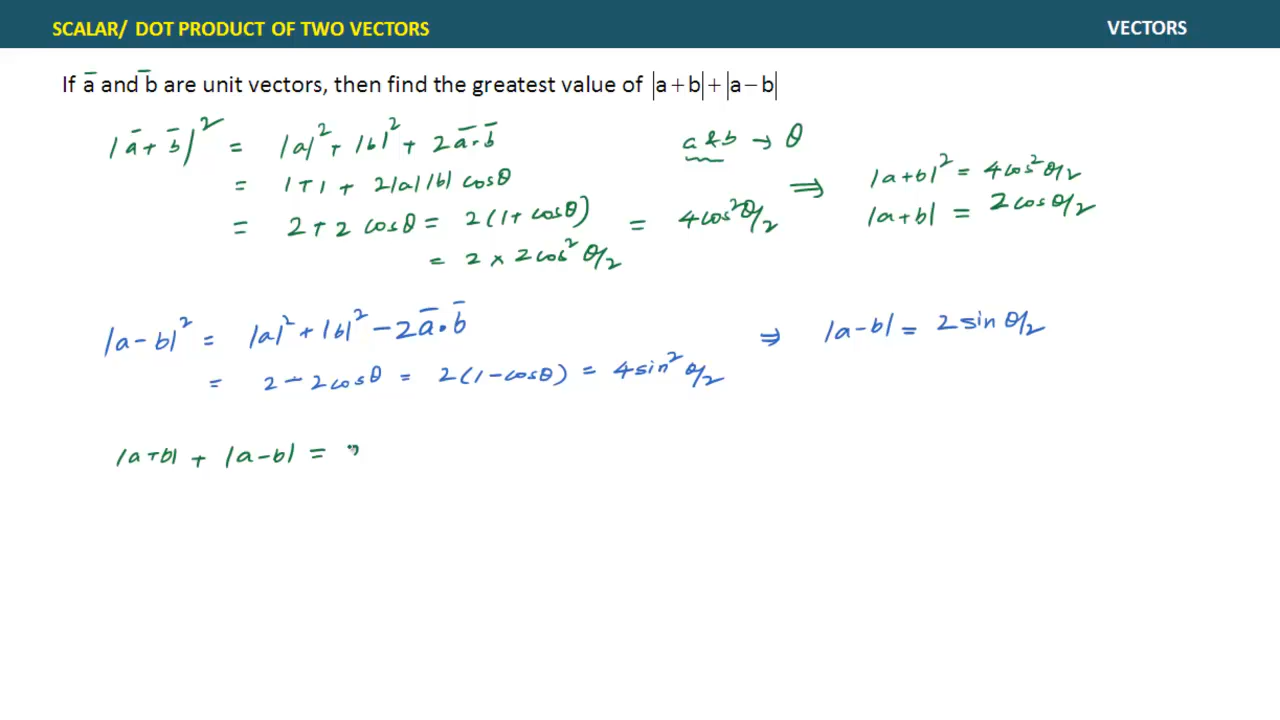 SCALAR/ DOT PRODUCT OF TWO VECTORS VECTORS
If a̅ and b̅ are unit vectors, then find the greatest value of |a+b|+|a−b|
|a̅+b̅|² = |a|²+|b|²+2a̅·b̅ a & b → θ
= 1+1+2|a||b| cosθ ⇒ |a+b|² = 4cos²θ/2
= 2+2cosθ = 2(1+cosθ) = 4cos²θ/2 |a+b| = 2cosθ/2
= 2×2cos²θ/2
|a−b|² = |a|²+|b|²−2a̅·b̅ ⇒ |a−b| = 2sinθ/2
= 2−2cosθ = 2(1−cosθ) = 4sin²θ/2
|a+b| + |a−b| =